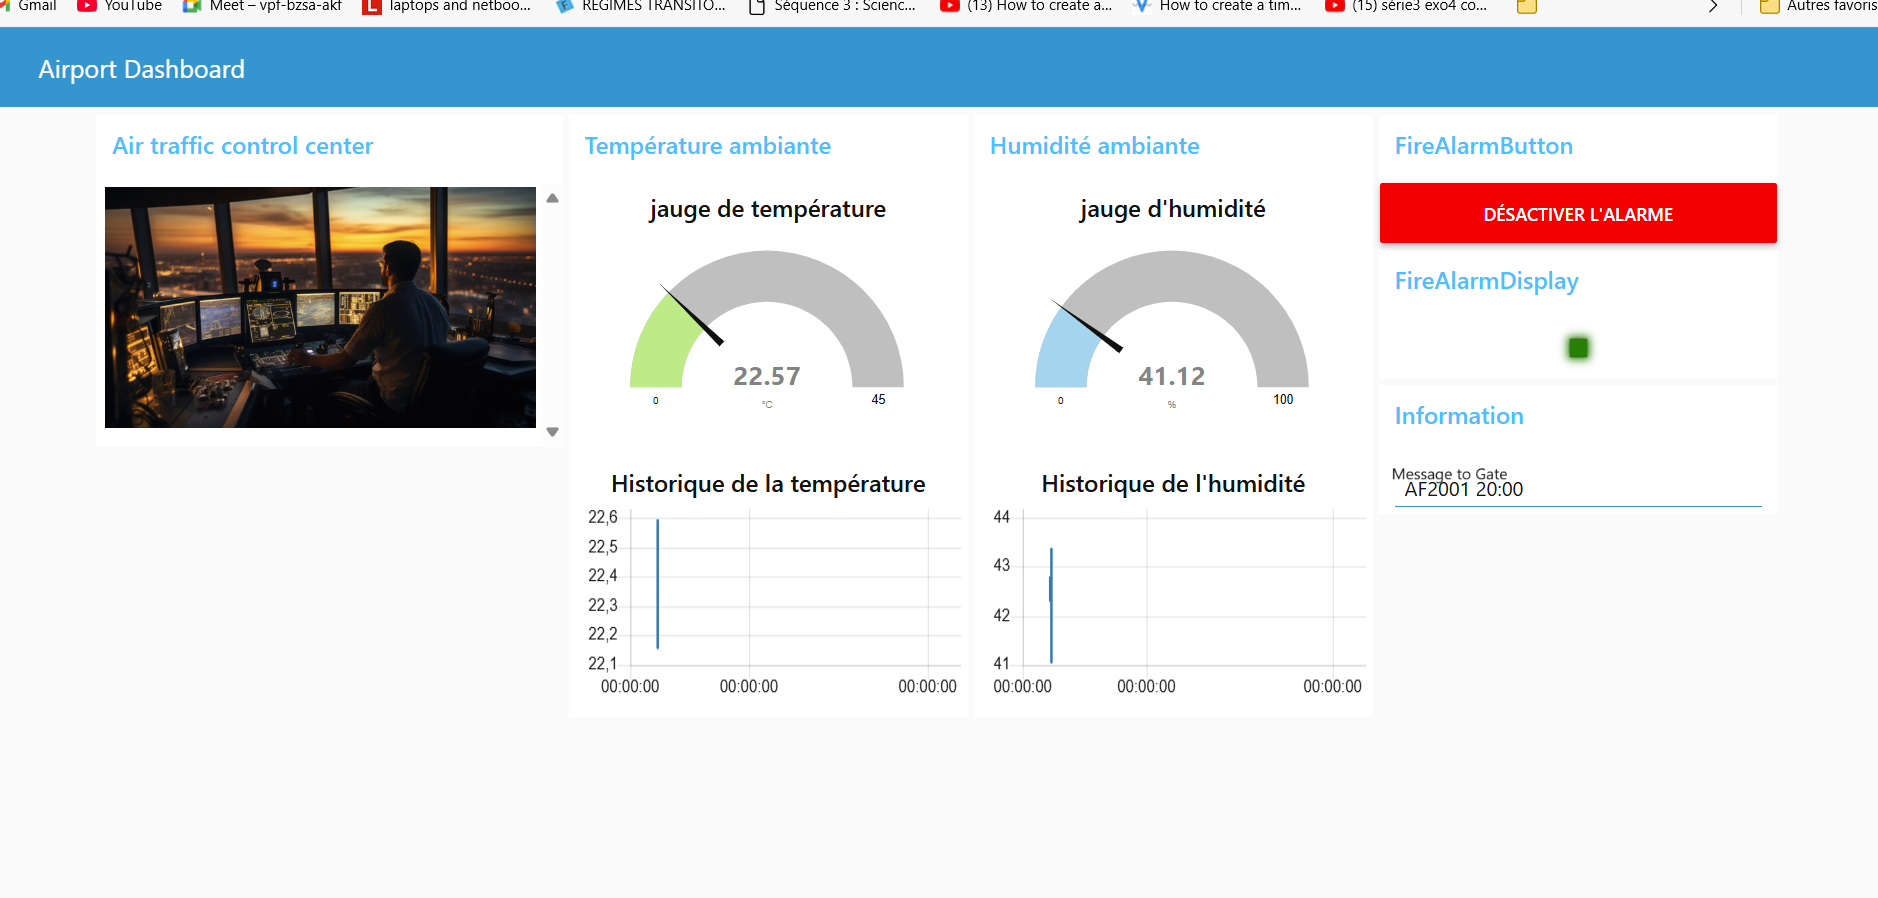 Gmail
YouTube
Meet – vpf-bzsa-akf
laptops and netboo...
REGIMES TRANSITO...
Séquence 3 : Scienc...
(13) How to create a...
How to create a tim...
(15) série3 exo4 co...
Autres favoris
Airport Dashboard
Air traffic control center
Température ambiante
jauge de température
22.57
0
°C
45
Historique de la température
22,6
22,5
22,4
22,3
22,2
22,1
00:00:00 00:00:00 00:00:00
Humidité ambiante
jauge d'humidité
41.12
0
%
100
Historique de l'humidité
44
43
42
41
00:00:00 00:00:00 00:00:00
FireAlarmButton
DÉSACTIVER L'ALARME
FireAlarmDisplay
Information
Message to Gate
AF2001 20:00